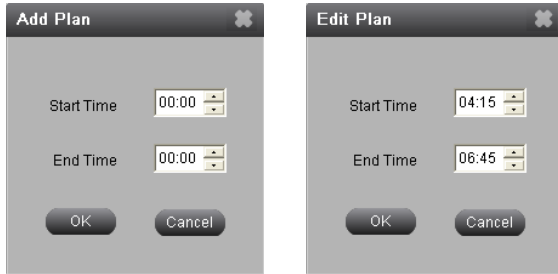 Add Plan
Start Time 00:00
End Time 00:00
OK Cancel
Edit Plan
Start Time 04:15
End Time 06:45
OK Cancel